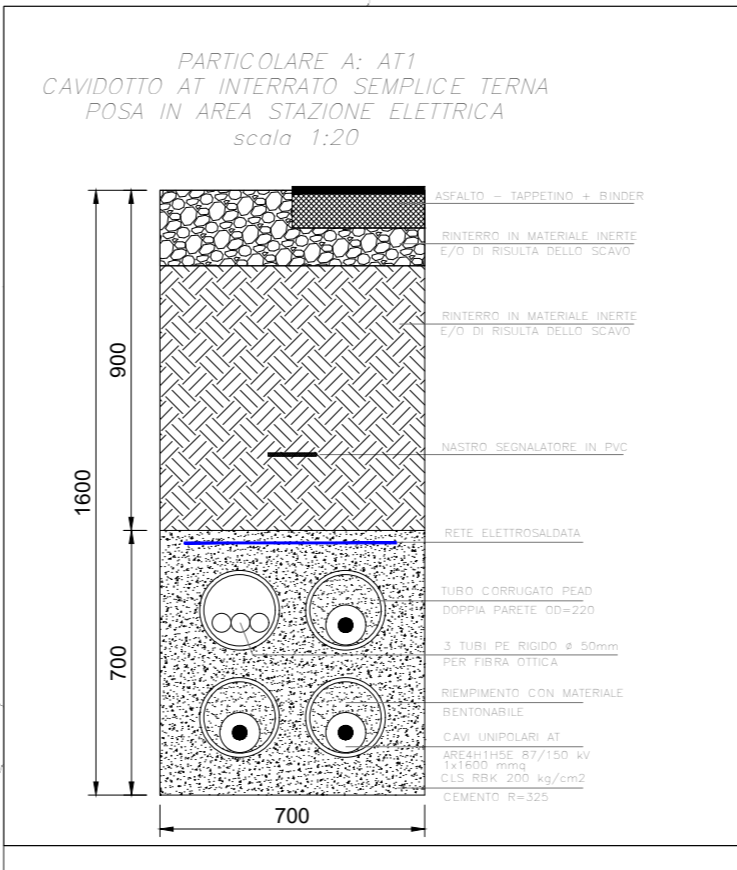 PARTICOLARE A: AT1
CAVIDOTTO AT INTERRATO SEMPLICE TERNA
POSA IN AREA STAZIONE ELETTRICA
scala 1:20
ASFALTO - TAPPETINO + BINDER
RINTERRO IN MATERIALE INERTE
E/O DI RISULTA DELLO SCAVO
RINTERRO IN MATERIALE INERTE
E/O DI RISULTA DELLO SCAVO
900
1600
NASTRO SEGNALATORE IN PVC
RETE ELETTROSALDATA
TUBO CORRUGATO PEAD
DOPPIA PARETE OD=220
3 TUBI PE RIGIDO ø 50mm
PER FIBRA OTTICA
700
RIEMPIMENTO CON MATERIALE
BENTONABILE
CAVI UNIPOLARI AT
ARE4H1H5E 87/150 kV
1x1600 mmq
CLS RBK 200 kg/cm2
CEMENTO R=325
700